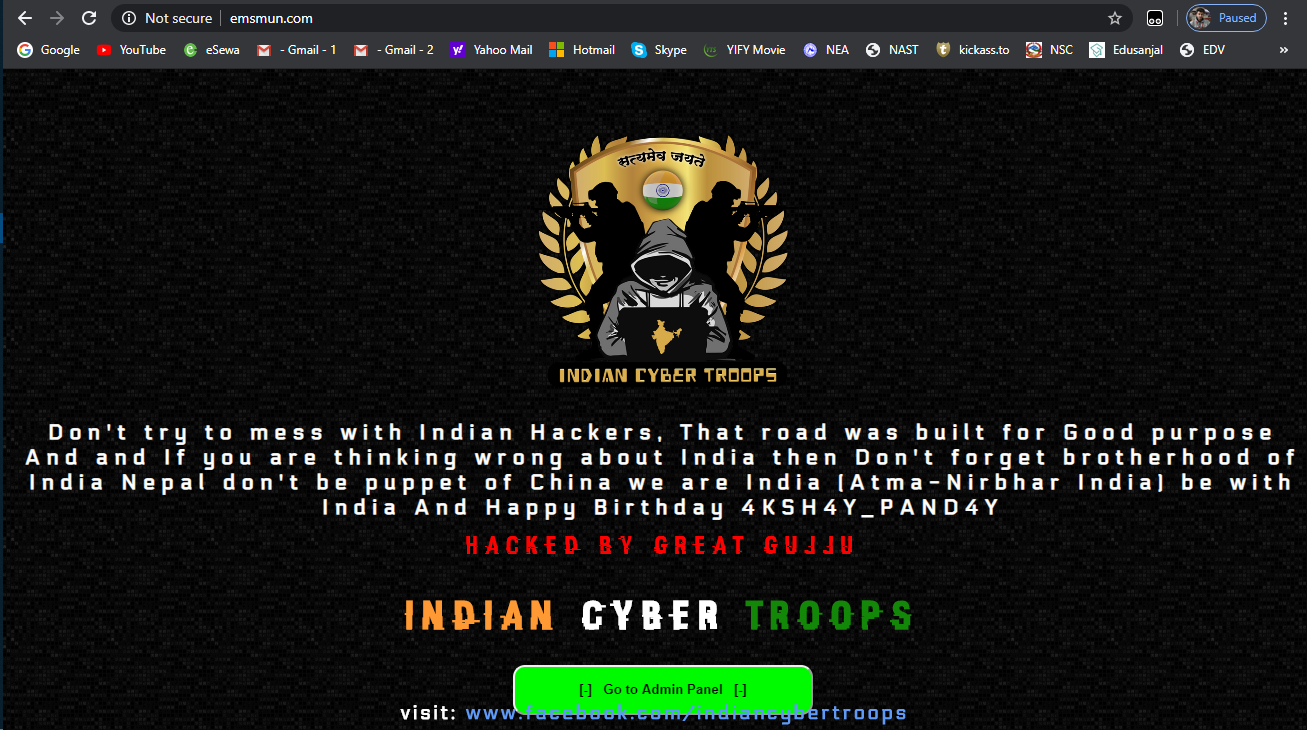 Not secure
emsmun.com
Paused
Google YouTube eSewa - Gmail - 1 - Gmail - 2 Yahoo Mail Hotmail Skype YIFY Movie NEA NAST kickass.to NSC Edusanjal EDV »
सत्यमेव जयते
INDIAN CYBER TROOPS
Don't try to mess with Indian Hackers, That road was built for Good purpose
And and If you are thinking wrong about India then Don't forget brotherhood of
India Nepal don't be puppet of China we are India (Atma-Nirbhar India) be with
India And Happy Birthday 4KSH4Y_PAND4Y
HACKED BY GREAT GUJJU
INDIAN CYBER TROOPS
[-] Go to Admin Panel [-]
visit: www.facebook.com/indiancybertroops